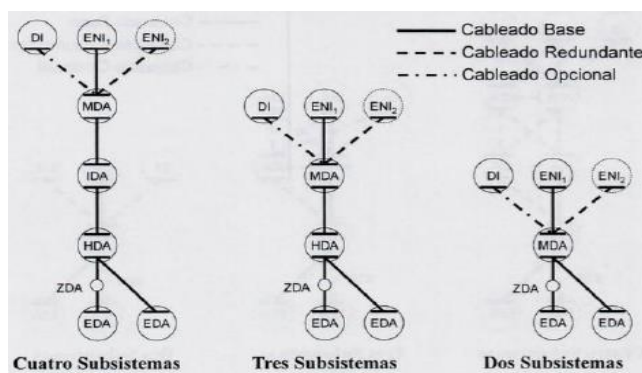 DI ENI₁ ENI₂
Cableado Base
Cableado Redundante
Cableado Opcional
MDA
DI ENI₁ ENI₂
IDA
MDA
DI ENI₁ ENI₂
HDA
HDA
MDA
ZDA
ZDA
ZDA
EDA EDA
EDA EDA
EDA EDA
Cuatro Subsistemas
Tres Subsistemas
Dos Subsistemas